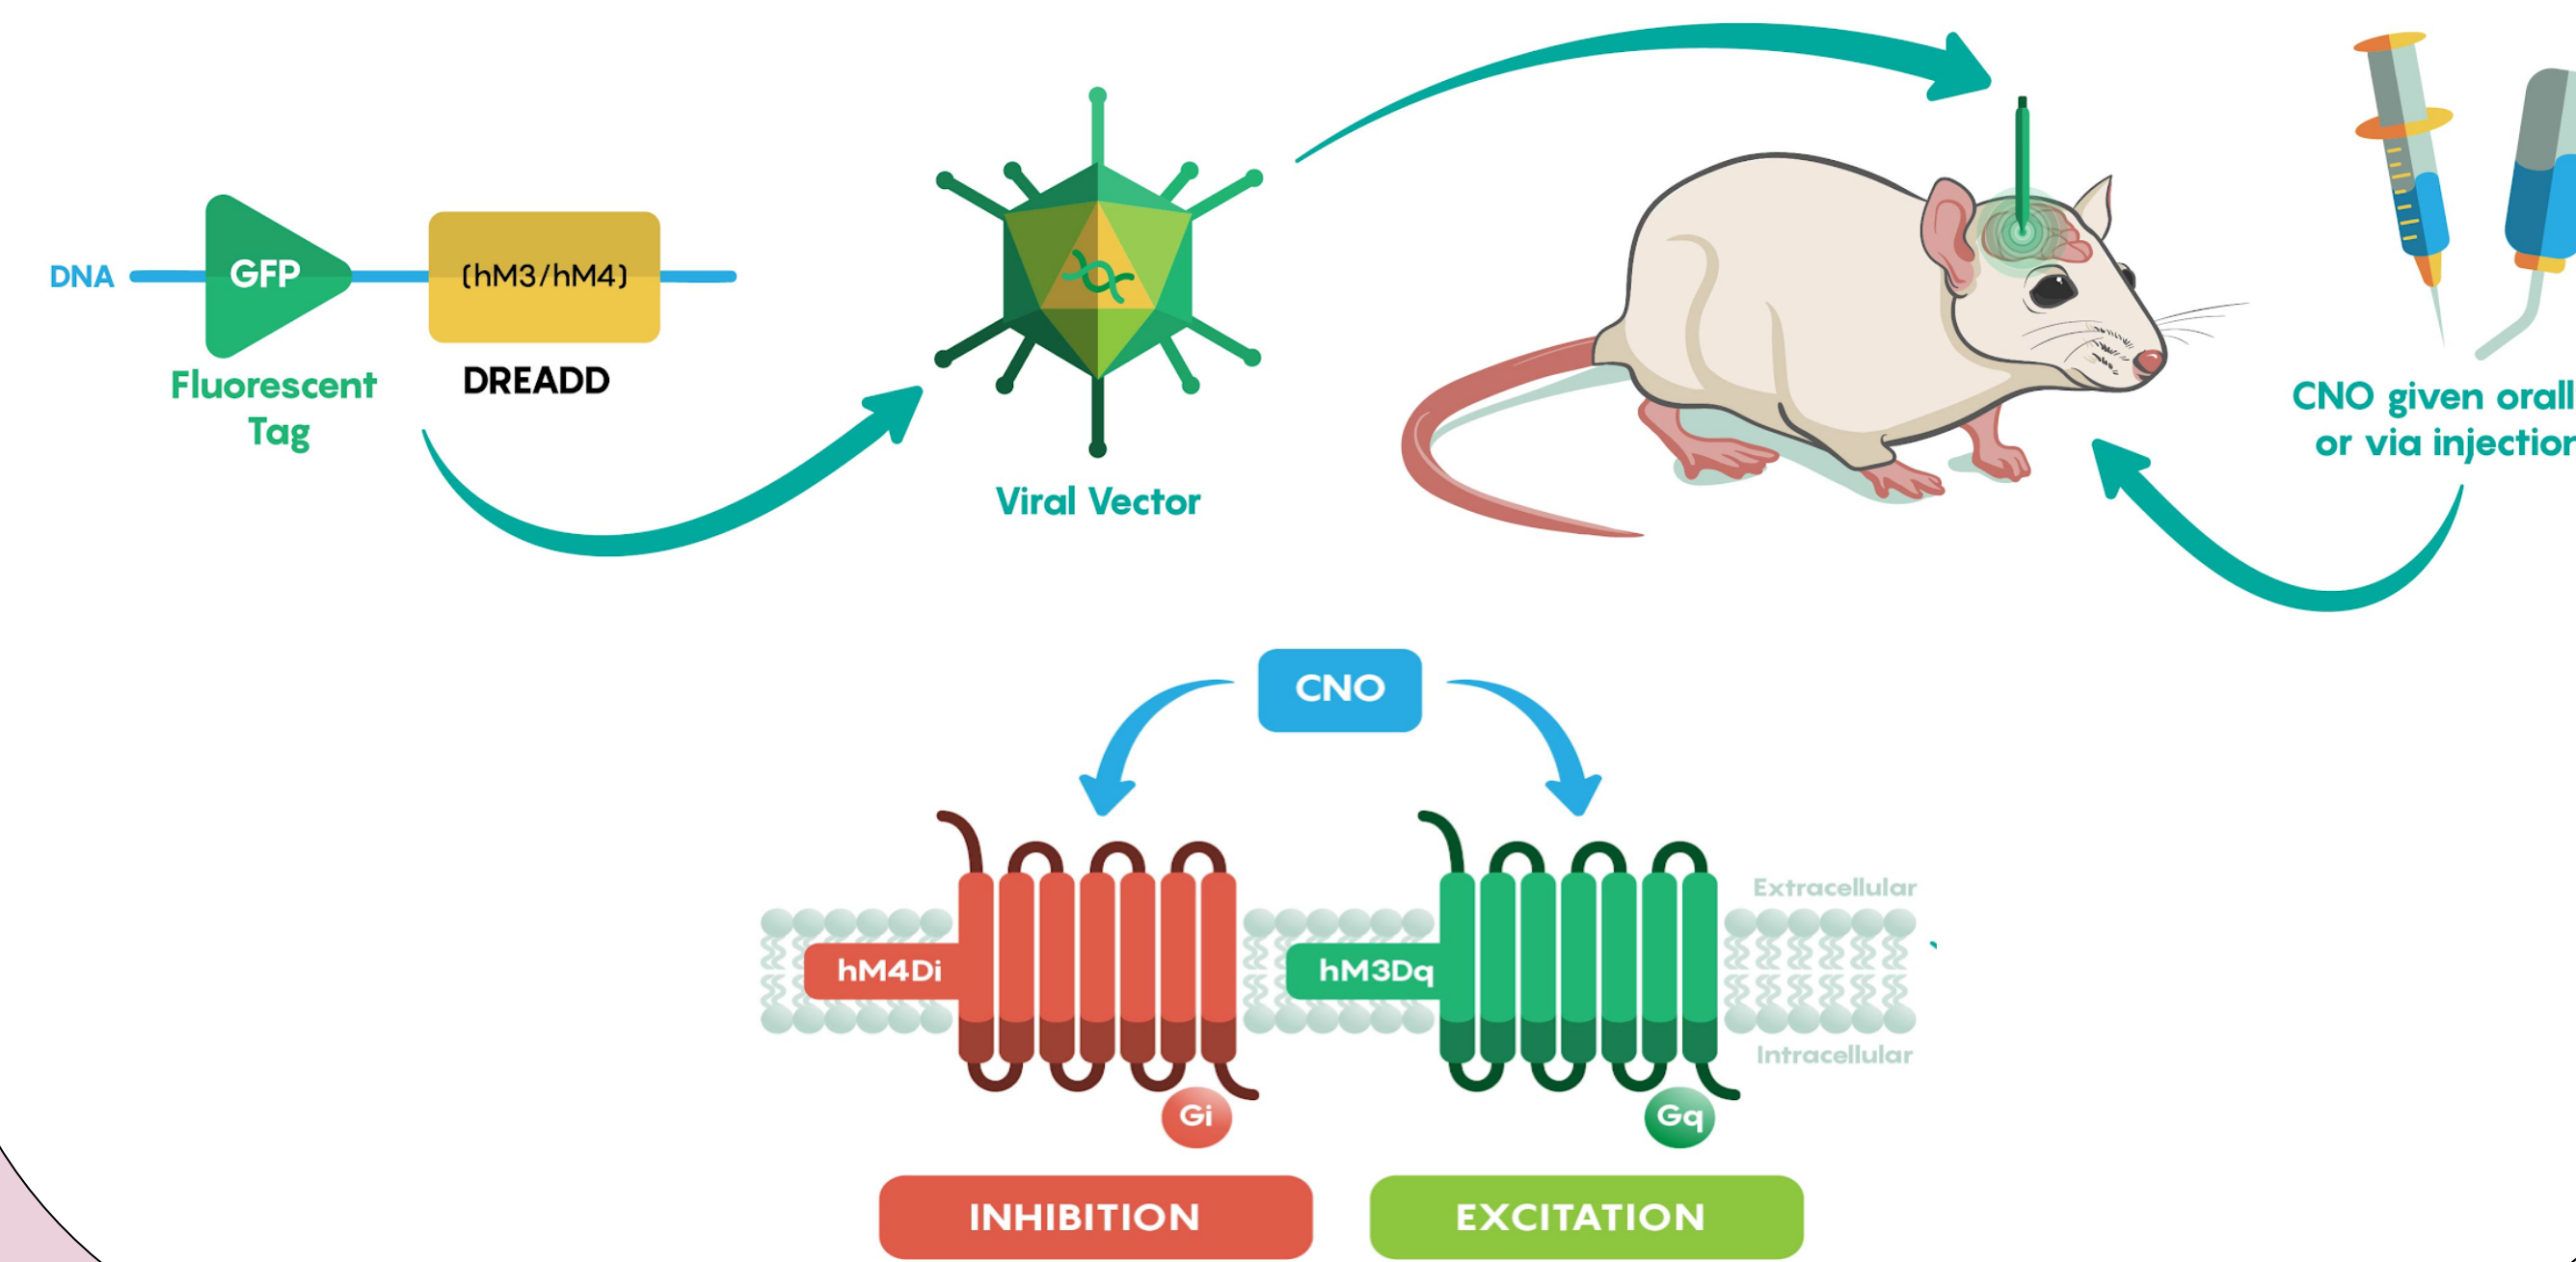 DNA
GFP
(hM3/hM4)
Fluorescent
Tag
DREADD
Viral Vector
CNO given orall
or via injection
CNO
Extracellular
hM4Di
hM3Dq
Intracellular
Gi
Gq
INHIBITION
EXCITATION